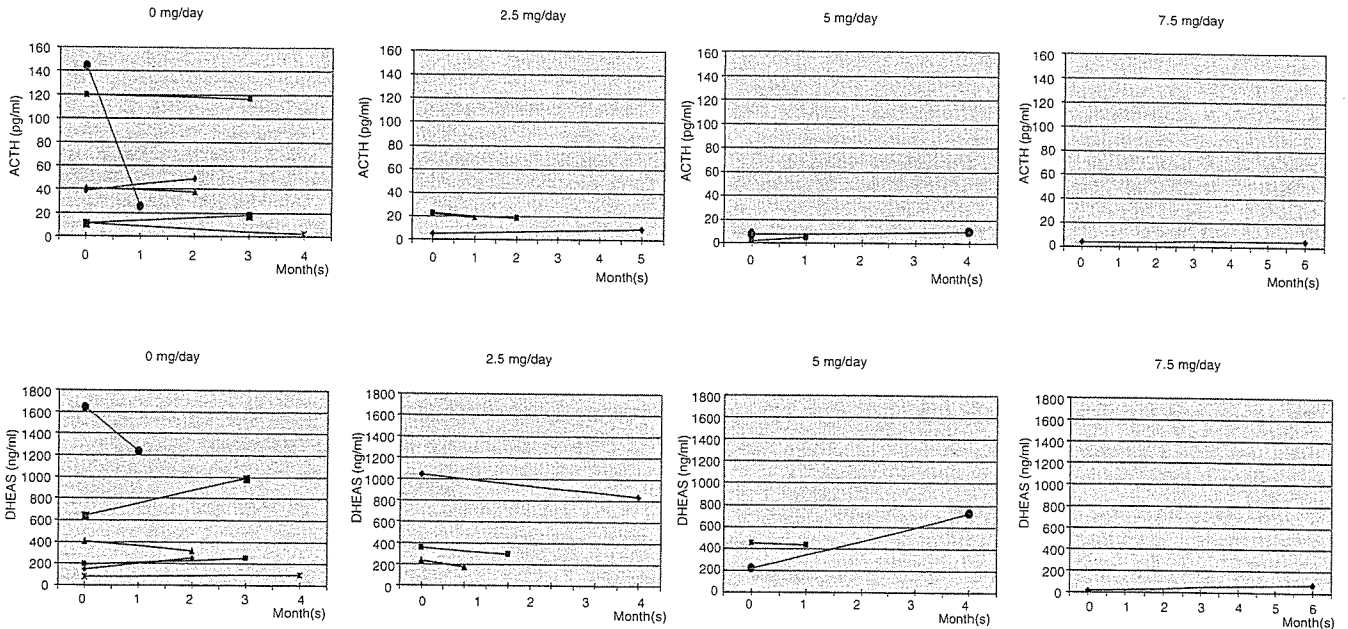 0 mg/day
2.5 mg/day
5 mg/day
7.5 mg/day
ACTH (pg/ml)
160
140
120
100
80
60
40
20
0
0 1 2 3 4
Month(s)
ACTH (pg/ml)
160
140
120
100
80
60
40
20
0
0 1 2 3 4 5
Month(s)
ACTH (pg/ml)
160
140
120
100
80
60
40
20
0
0 1 2 3 4
Month(s)
ACTH (pg/ml)
160
140
120
100
80
60
40
20
0
0 1 2 3 4 5 6
Month(s)
0 mg/day
2.5 mg/day
5 mg/day
7.5 mg/day
DHEAS (ng/ml)
1800
1600
1400
1200
1000
800
600
400
200
0
0 1 2 3 4
Month(s)
DHEAS (ng/ml)
1800
1600
1400
1200
1000
800
600
400
200
0 1 2 3 4
Month(s)
DHEAS (ng/ml)
1800
1600
1400
1200
1000
800
600
400
200
0
0 1 2 3 4
Month(s)
DHEAS (ng/ml)
1800
1600
1400
1200
1000
800
600
400
200
0
0 1 2 3 4 5 6
Month(s)